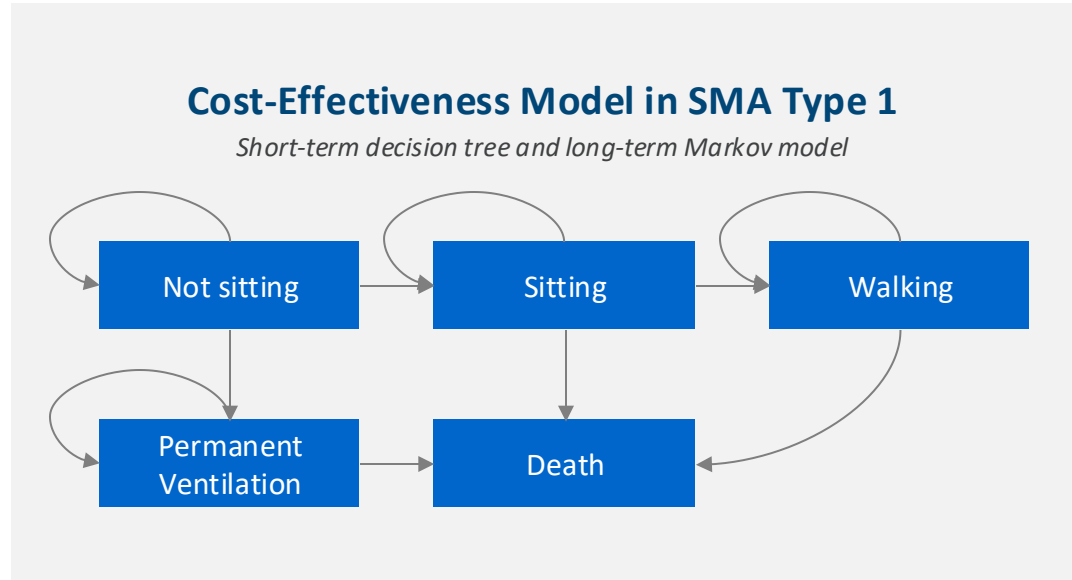 Cost-Effectiveness Model in SMA Type 1
Short-term decision tree and long-term Markov model
Not sitting
Sitting
Walking
Permanent
Ventilation
Death